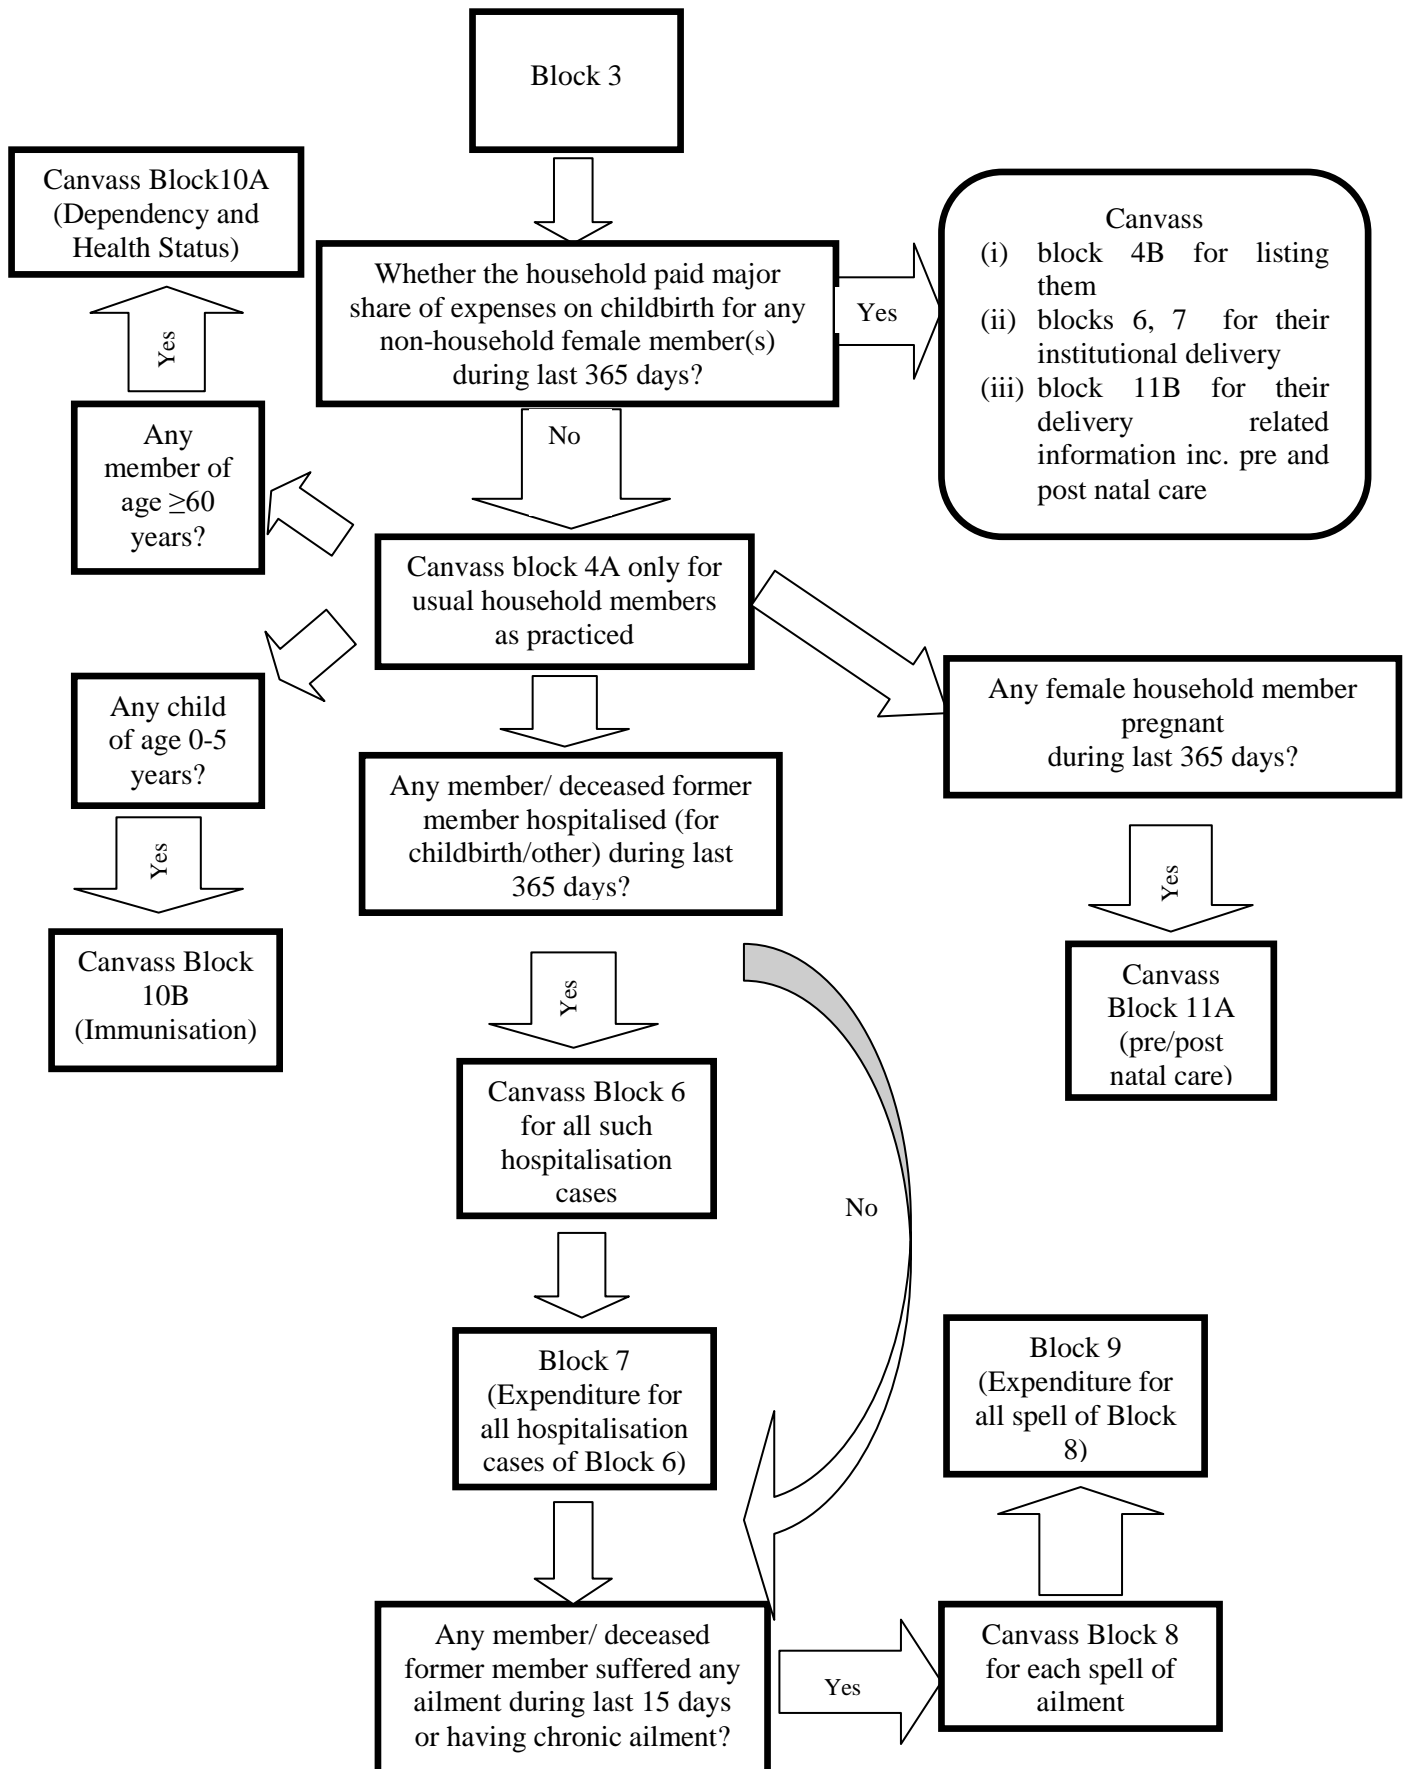 Block 3
Canvass Block10A
(Dependency and
Health Status)
Canvass
(i) block 4B for listing
them
(ii) blocks 6, 7 for their
institutional delivery
(iii) block 11B for their
delivery related
information inc. pre and
post natal care
Whether the household paid major
share of expenses on childbirth for any
non-household female member(s)
during last 365 days?
Yes
Yes
No
Any
member of
age ≥60
years?
Canvass block 4A only for
usual household members
as practiced
Any female household member
pregnant
during last 365 days?
Any child
of age 0-5
years?
Any member/ deceased former
member hospitalised (for
childbirth/other) during last
365 days?
Yes
Yes
Canvass Block
10B
(Immunisation)
Canvass
Block 11A
(pre/post
natal care)
Yes
Canvass Block 6
for all such
hospitalisation
cases
No
Block 7
(Expenditure for
all hospitalisation
cases of Block 6)
Block 9
(Expenditure for
all spell of Block
8)
Any member/ deceased
former member suffered any
ailment during last 15 days
or having chronic ailment?
Yes
Canvass Block 8
for each spell of
ailment